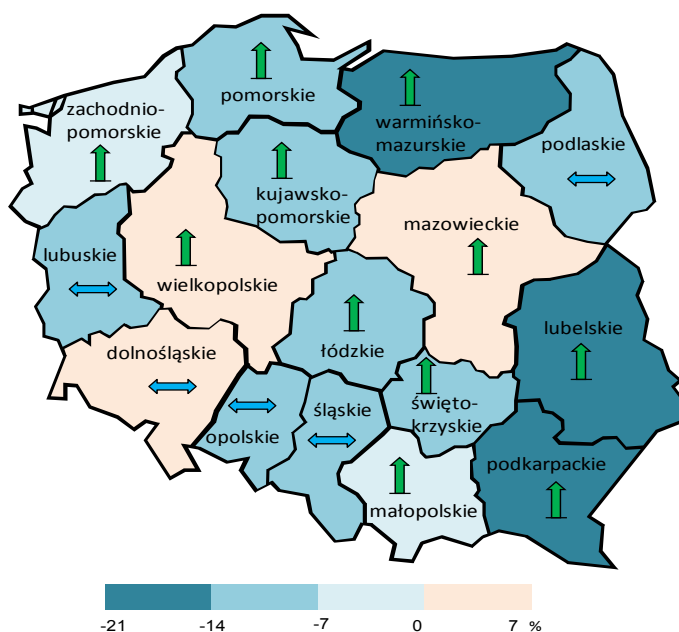 pomorskie
zachodnio-
pomorskie
warmińsko-
mazurskie
podlaskie
kujawsko-
pomorskie
mazowieckie
lubuskie
wielkopolskie
lubelskie
dolnośląskie
łódzkie
śląskie
święto-
krzyskie
opolskie
podkarpackie
małopolskie
-21 -14 -7 0 7 %